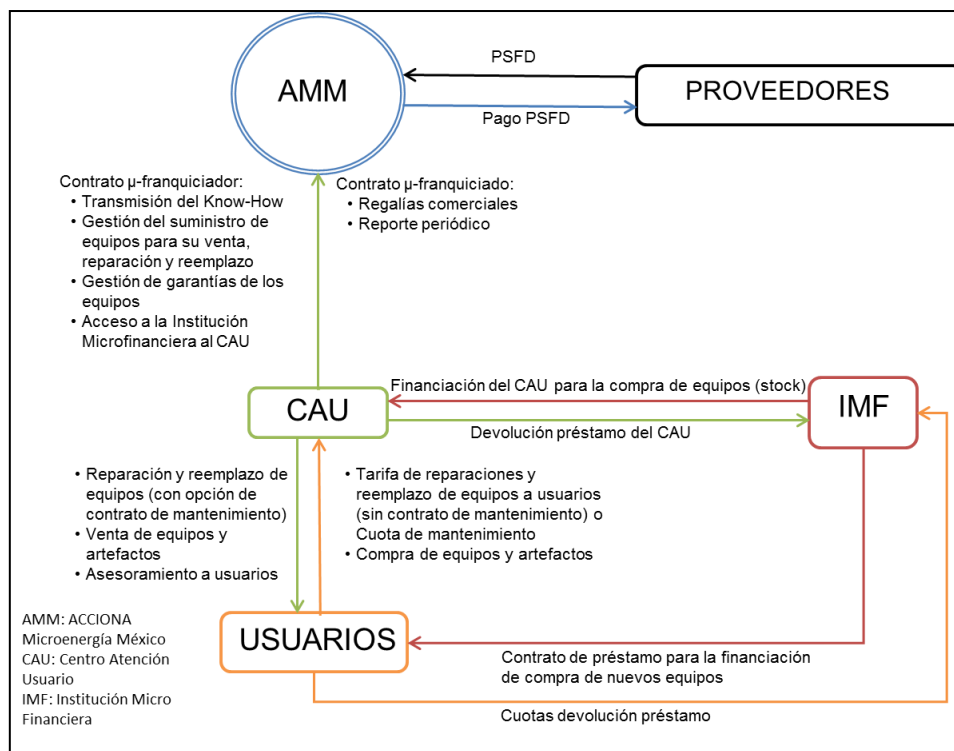 PSFD
AMM
PROVEEDORES
Pago PSFD
Contrato µ-franquiciador:
• Transmisión del Know-How
• Gestión del suministro de
equipos para su venta,
reparación y reemplazo
• Gestión de garantías de los
equipos
• Acceso a la Institución
Microfinanciera al CAU
Contrato µ-franquiciado:
• Regalías comerciales
• Reporte periódico
Financiación del CAU para la compra de equipos (stock)
CAU
IMF
Devolución préstamo del CAU
• Reparación y reemplazo de
equipos (con opción de
contrato de mantenimiento)
• Venta de equipos y
artefactos
• Asesoramiento a usuarios
• Tarifa de reparaciones y
reemplazo de equipos a usuarios
(sin contrato de mantenimiento) o
Cuota de mantenimiento
• Compra de equipos y artefactos
USUARIOS
Contrato de préstamo para la financiación
de compra de nuevos equipos
Cuotas devolución préstamo
AMM: ACCIONA
Microenergía México
CAU: Centro Atención
Usuario
IMF: Institución Micro
Financiera